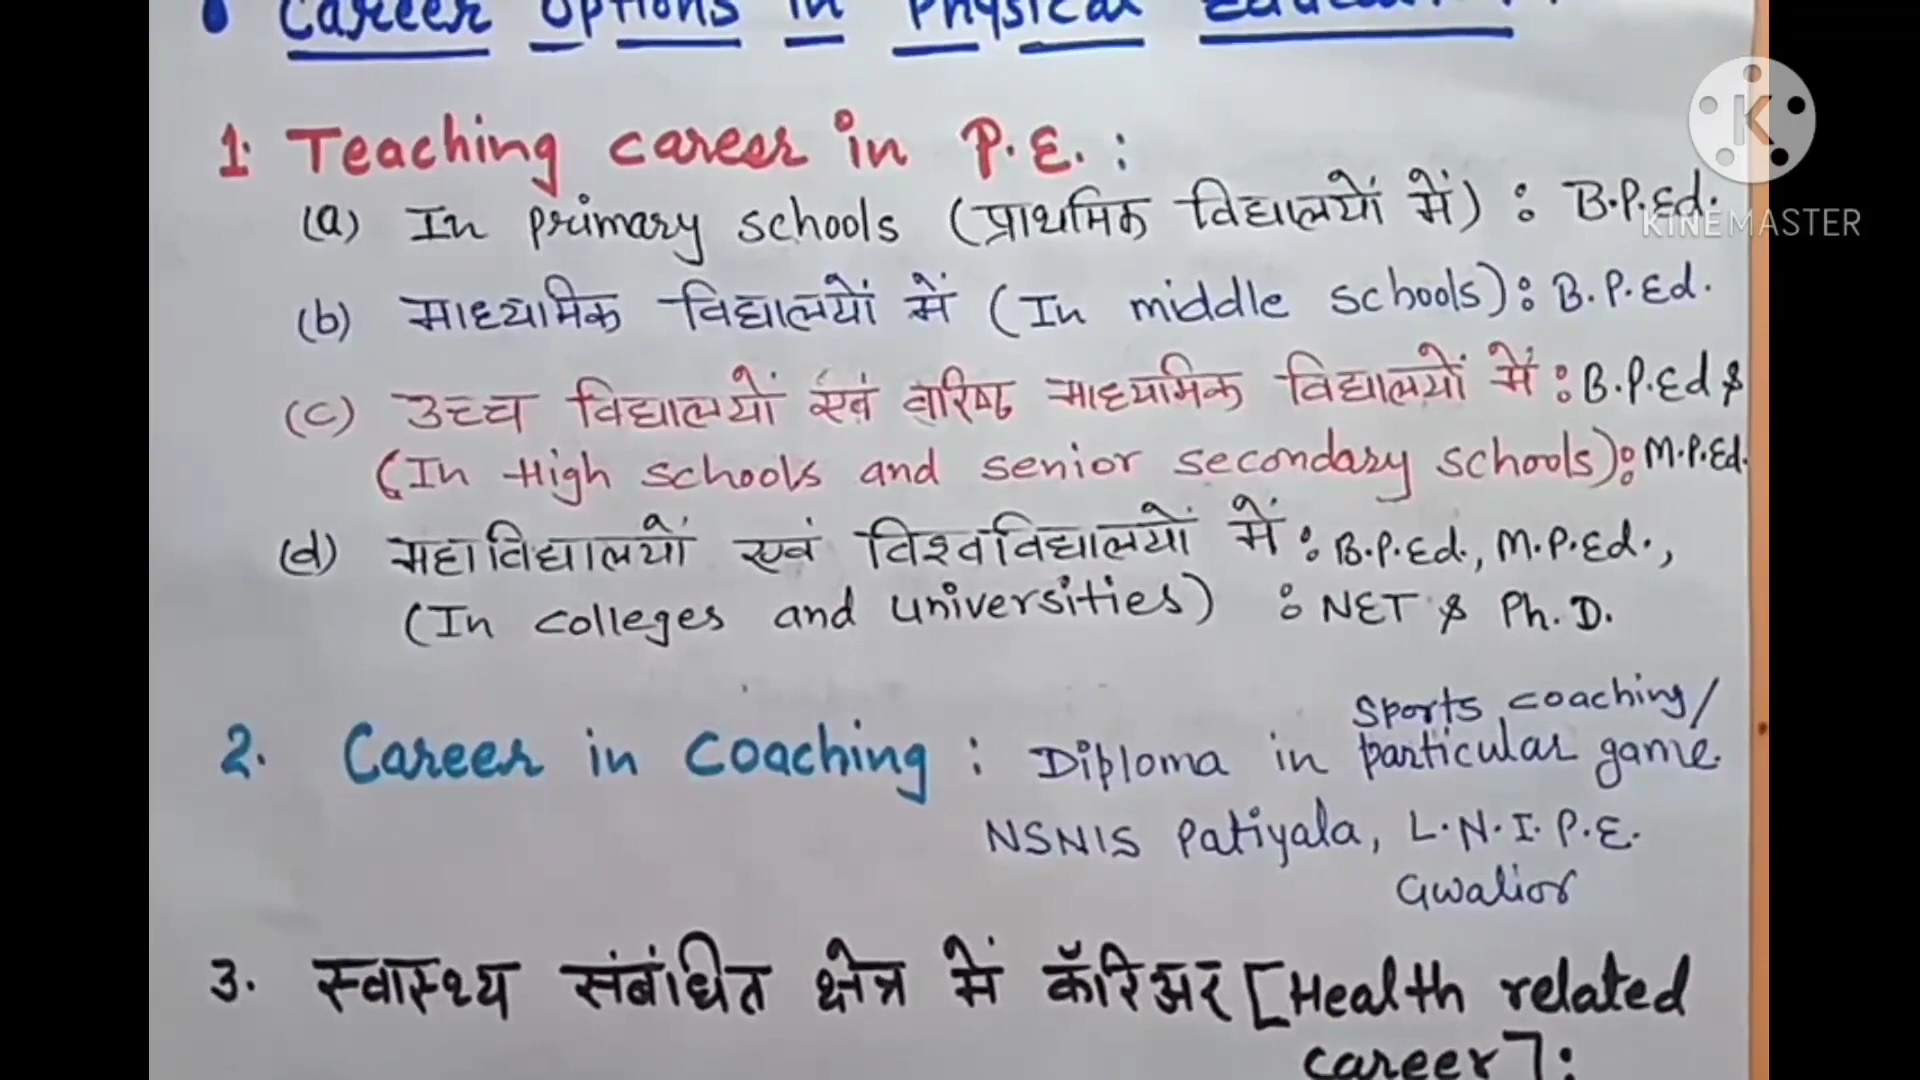 • Career Options in Physical Education:
1. Teaching career in P.E. :
(a) In primary schools (प्राथमिक विद्यालयों में) : B.P.Ed.
(b) माध्यामिक विद्यालयों में (In middle schools) : B.P.Ed.
(c) उच्च विद्यालयों एवं वारिष्ठ माध्यामिक विद्यालयों में : B.P.Ed &
(In High schools and senior secondary schools) : M.P.Ed.
(d) महाविद्यालयों एवं विश्वविद्यालयों में : B.P.Ed., M.P.Ed.,
(In colleges and universities) : NET & Ph.D.
2. Career in Coaching : Diploma in sports coaching/
particular game.
NSNIS Patiyala, L.N.I.P.E.
Gwalior
3. स्वास्थ्य संबंधित क्षेत्र में कॅारिअर [Health related
career] :
KINEMASTER